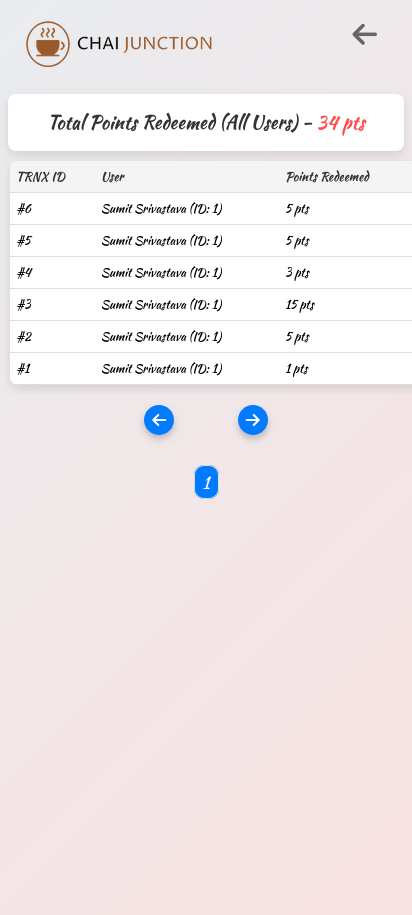 CHAI JUNCTION
Total Points Redeemed (All Users) - 34 pts
TRNX ID User Points Redeemed
#6 Sumit Srivastava (ID: 1) 5 pts
#5 Sumit Srivastava (ID: 1) 5 pts
#4 Sumit Srivastava (ID: 1) 3 pts
#3 Sumit Srivastava (ID: 1) 15 pts
#2 Sumit Srivastava (ID: 1) 5 pts
#1 Sumit Srivastava (ID: 1) 1 pts
1